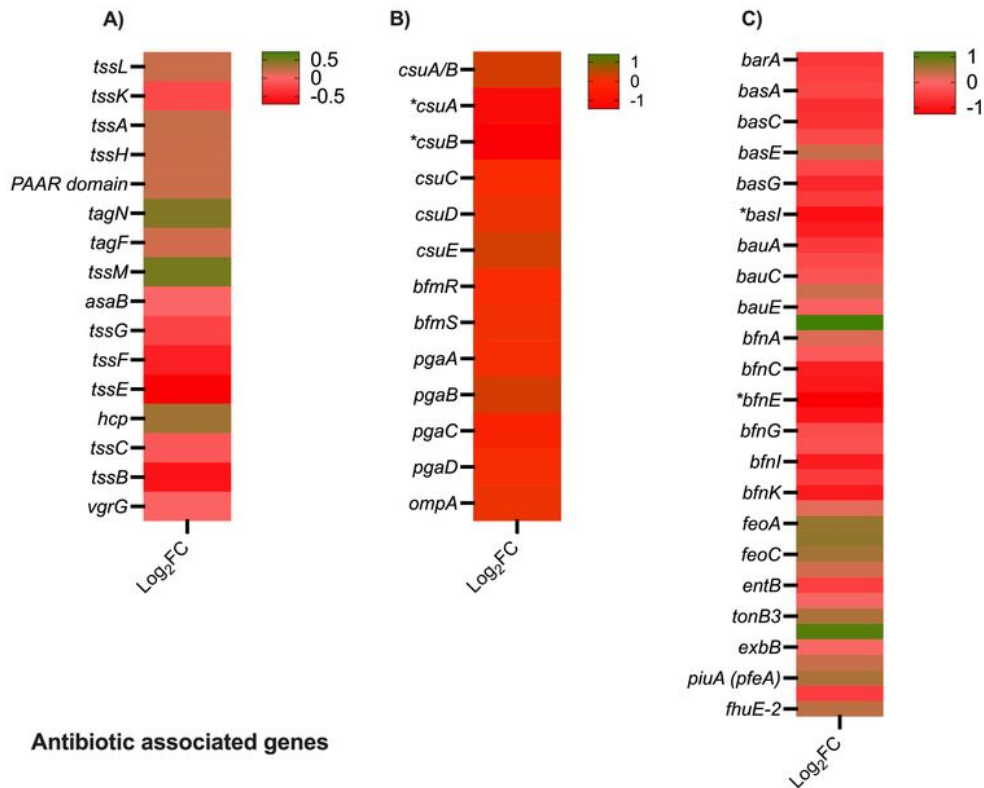 A)
tssL
tssK
tssA
tssH
PAAR domain
tagN
tagF
tssM
asaB
tssG
tssF
tssE
hcp
tssC
tssB
vgrG
Log₂FC
0.5
0
-0.5
B)
csuA/B
*csuA
*csuB
csuC
csuD
csuE
bfmR
bfmS
pgaA
pgaB
pgaC
pgaD
ompA
Log₂FC
1
0
-1
C)
barA
basA
basC
basE
basG
*basI
bauA
bauC
bauE
bfnA
bfnC
*bfnE
bfnG
bfnI
bfnK
feoA
feoC
entB
tonB3
exbB
piuA (pfeA)
fhuE-2
Log₂FC
1
0
-1
Antibiotic associated genes